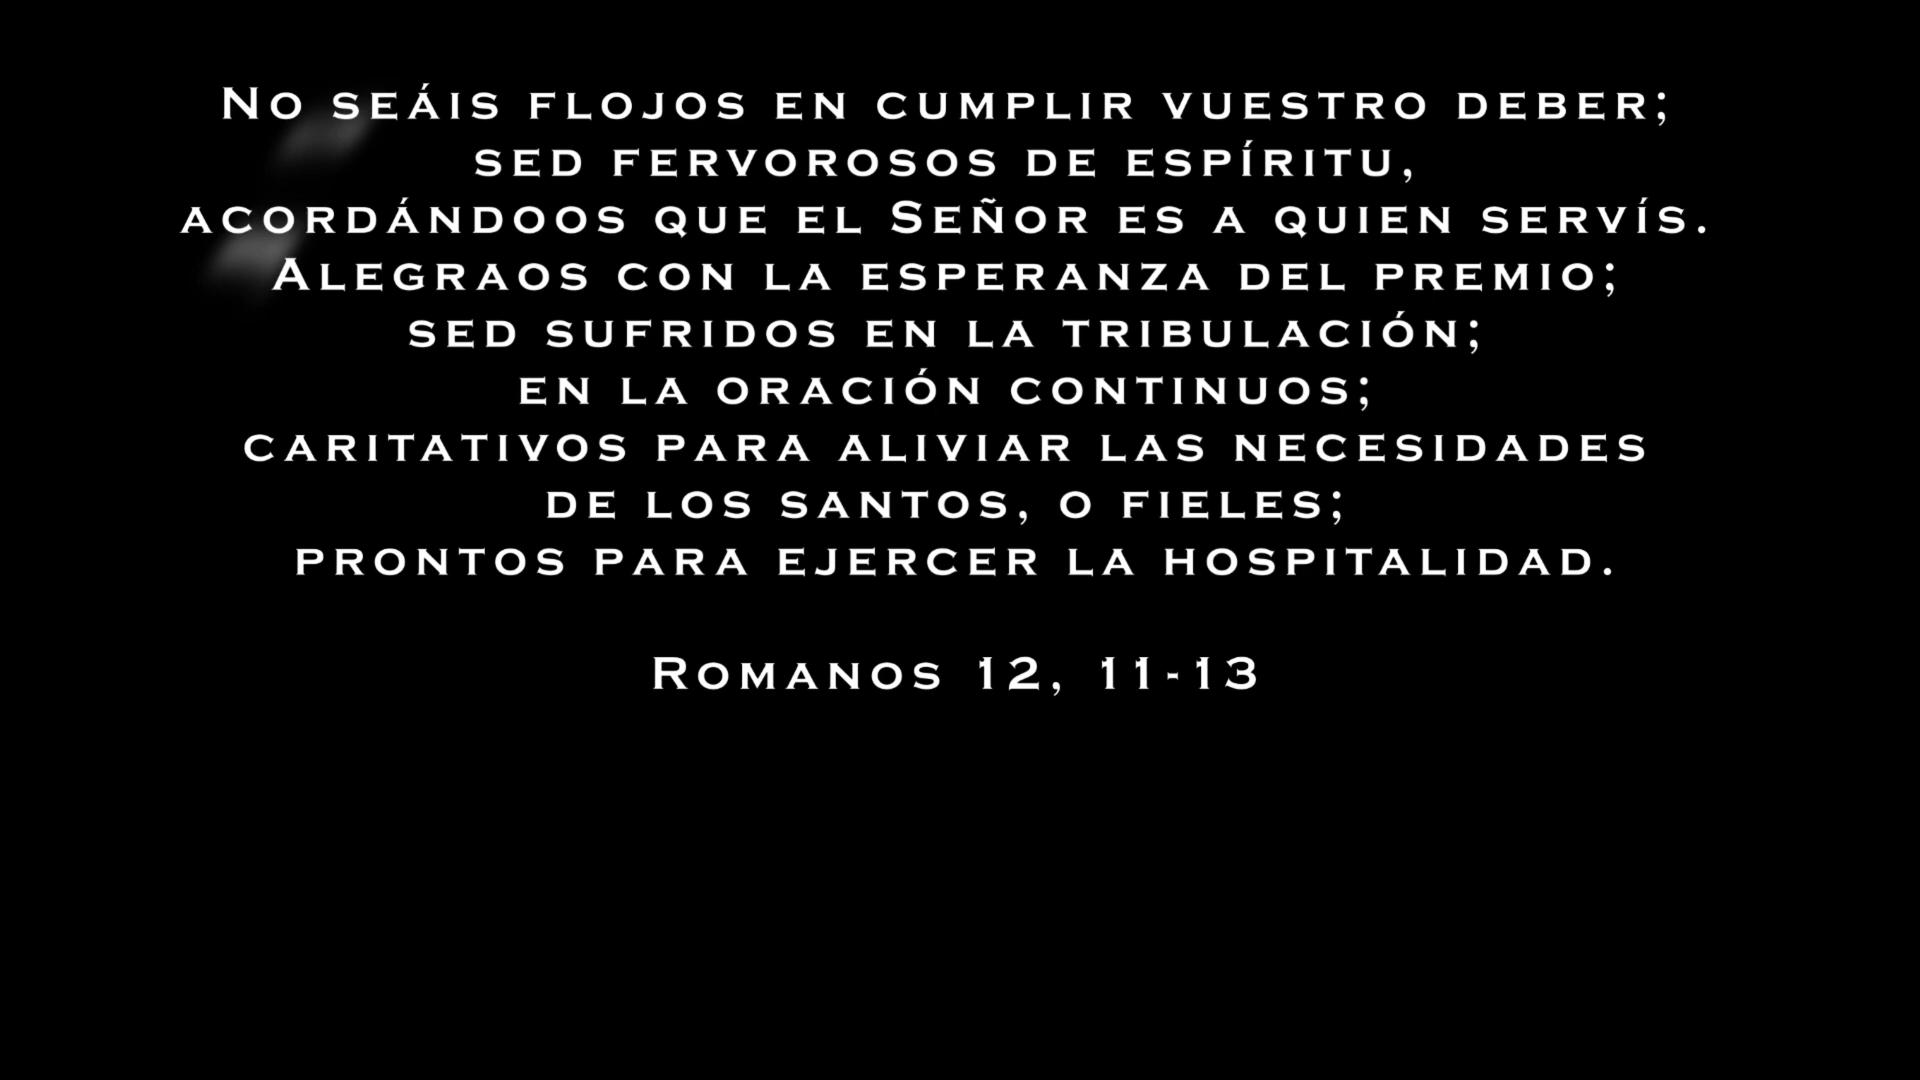 No seáis flojos en cumplir vuestro deber;
sed fervorosos de espíritu,
acordándoos que el Señor es a quien servís.
Alegraos con la esperanza del premio;
sed sufridos en la tribulación;
en la oración continuos;
caritativos para aliviar las necesidades
de los santos, o fieles;
prontos para ejercer la hospitalidad.
Romanos 12, 11-13